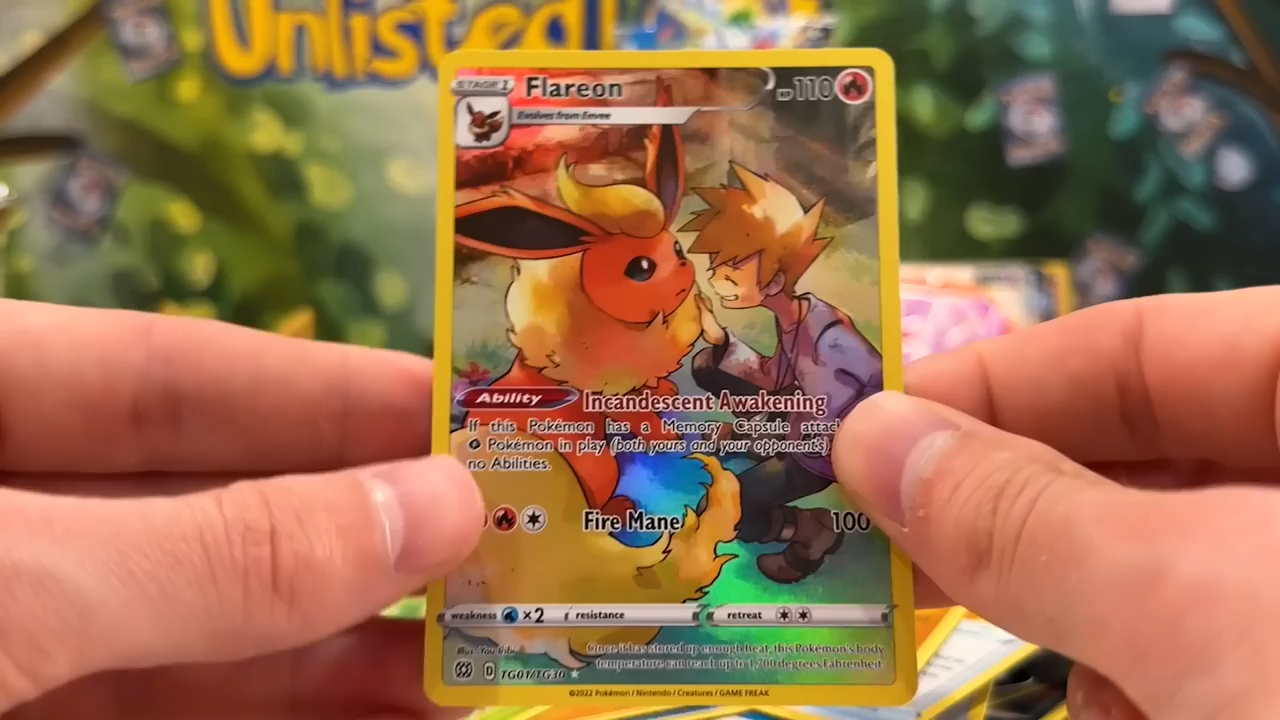 Unlisted!
STAGE 1
Flareon
HP 110
Evolves from Eevee
Ability Incandescent Awakening
If this Pokémon has a Memory Capsule attac
Pokémon in play (both yours and your opponent's)
no Abilities.
Fire Mane 100
weakness ×2 resistance retreat
Illus. You Iribi
Once it has stored up enough heat, this Pokémon's body
temperature can reach up to 1,700 degrees Fahrenheit.
D TG01/TG30
©2022 Pokémon / Nintendo / Creatures / GAME FREAK